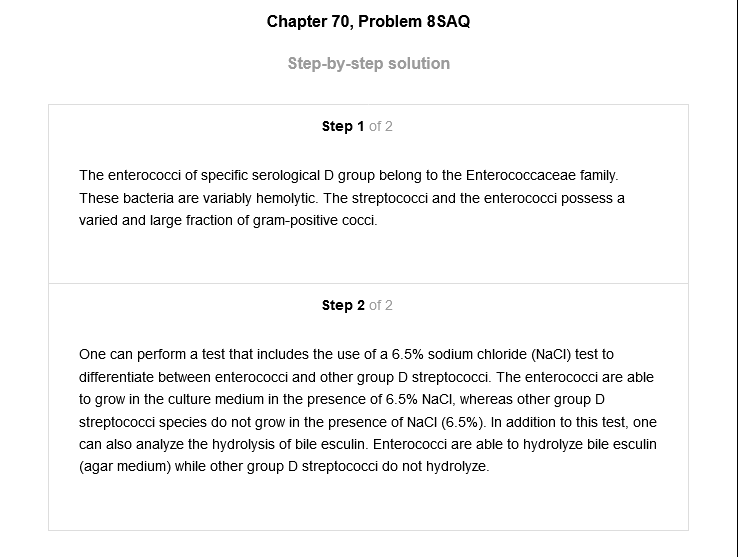 Chapter 70, Problem 8SAQ
Step-by-step solution
Step 1 of 2
The enterococci of specific serological D group belong to the Enterococcaceae family.
These bacteria are variably hemolytic. The streptococci and the enterococci possess a
varied and large fraction of gram-positive cocci.
Step 2 of 2
One can perform a test that includes the use of a 6.5% sodium chloride (NaCl) test to
differentiate between enterococci and other group D streptococci. The enterococci are able
to grow in the culture medium in the presence of 6.5% NaCl, whereas other group D
streptococci species do not grow in the presence of NaCl (6.5%). In addition to this test, one
can also analyze the hydrolysis of bile esculin. Enterococci are able to hydrolyze bile esculin
(agar medium) while other group D streptococci do not hydrolyze.